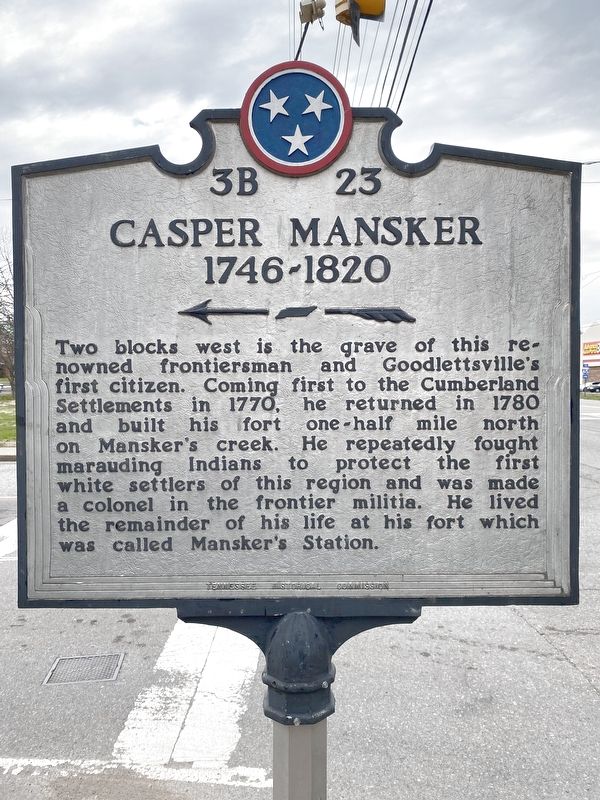 3B 23
CASPER MANSKER
1746-1820
Two blocks west is the grave of this re-
nowned frontiersman and Goodlettsville's
first citizen. Coming first to the Cumberland
Settlements in 1770, he returned in 1780
and built his fort one-half mile north
on Mansker's creek. He repeatedly fought
marauding Indians to protect the first
white settlers of this region and was made
a colonel in the frontier militia. He lived
the remainder of his life at his fort which
was called Mansker's Station.
TENNESSEE HISTORICAL COMMISSION